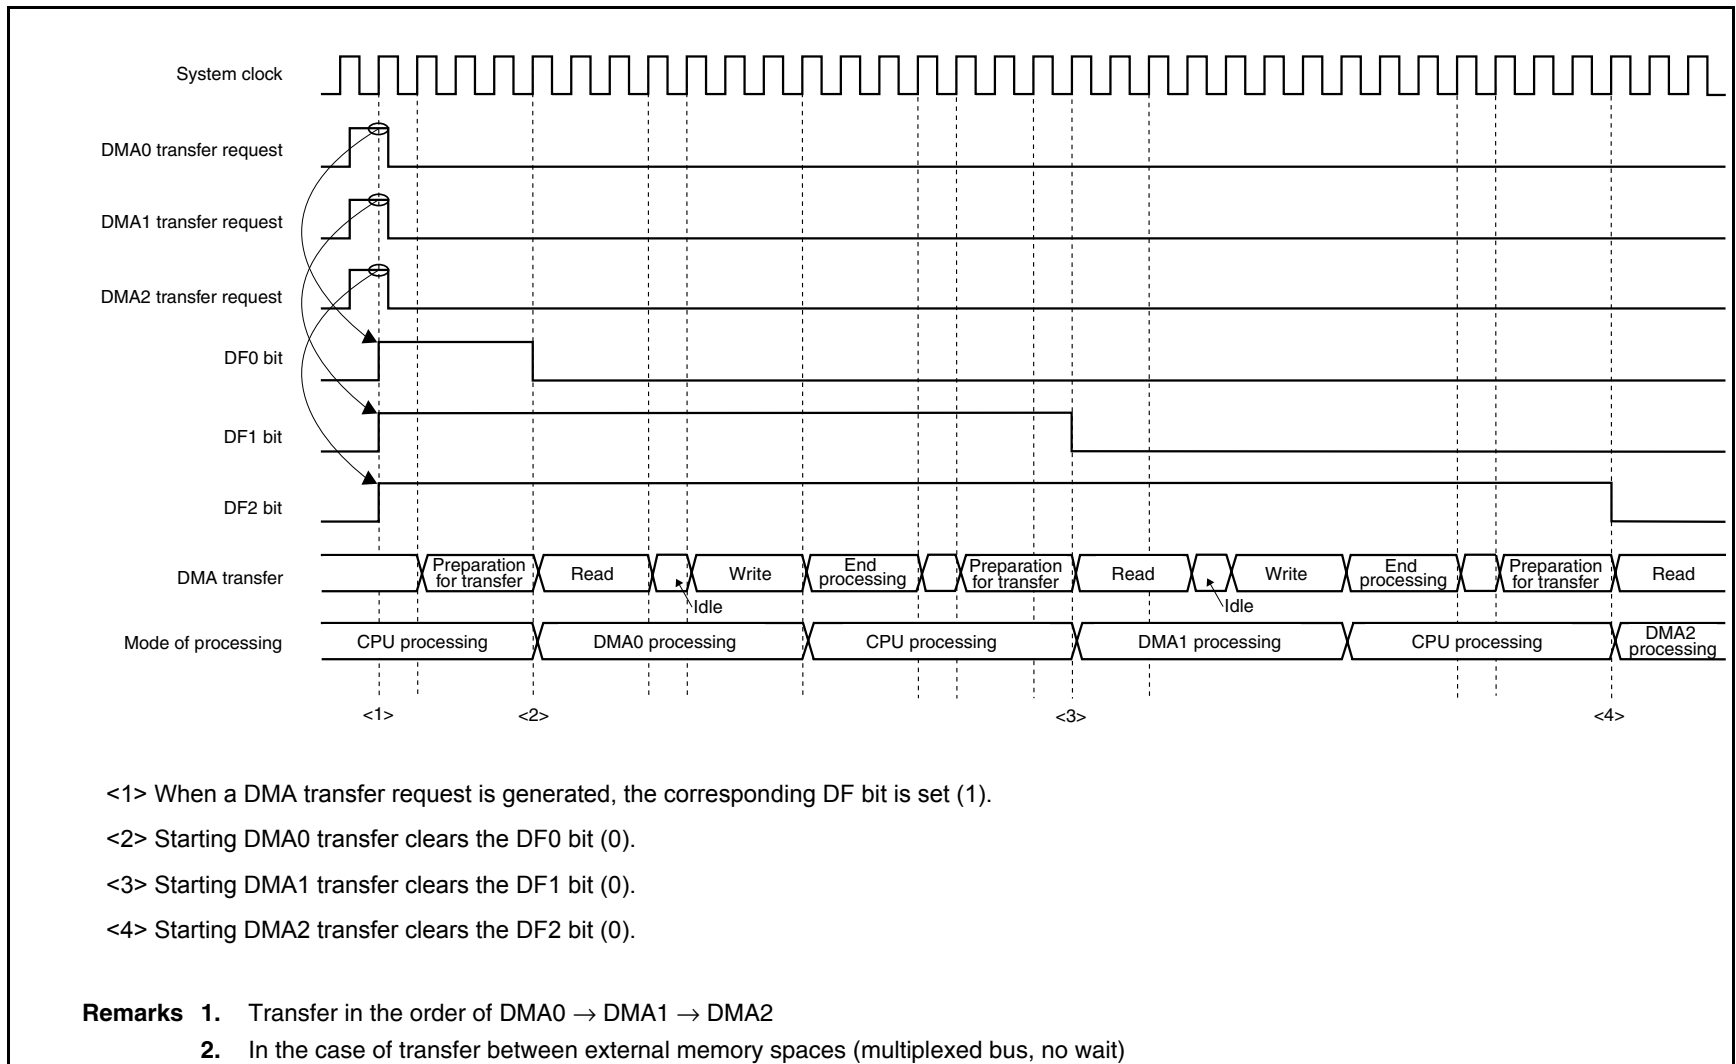 System clock
DMA0 transfer request
DMA1 transfer request
DMA2 transfer request
DF0 bit
DF1 bit
DF2 bit
DMA transfer
Preparation
for transfer
Read
Idle
Write
End
processing
Preparation
for transfer
Read
Idle
Write
End
processing
Preparation
for transfer
Read
Mode of processing
CPU processing
DMA0 processing
CPU processing
DMA1 processing
CPU processing
DMA2
processing
<1>
<2>
<3>
<4>
<1> When a DMA transfer request is generated, the corresponding DF bit is set (1).
<2> Starting DMA0 transfer clears the DF0 bit (0).
<3> Starting DMA1 transfer clears the DF1 bit (0).
<4> Starting DMA2 transfer clears the DF2 bit (0).
Remarks 1. Transfer in the order of DMA0 → DMA1 → DMA2
2. In the case of transfer between external memory spaces (multiplexed bus, no wait)